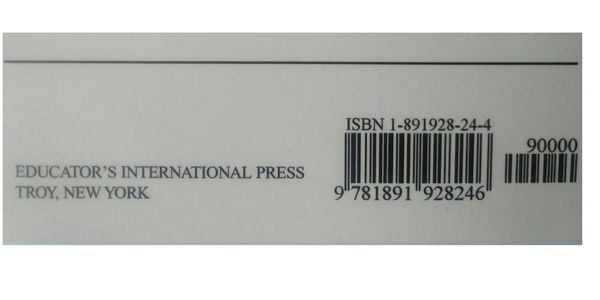 EDUCATOR'S INTERNATIONAL PRESS
TROY, NEW YORK
ISBN 1-891928-24-4
90000
9 781891 928246